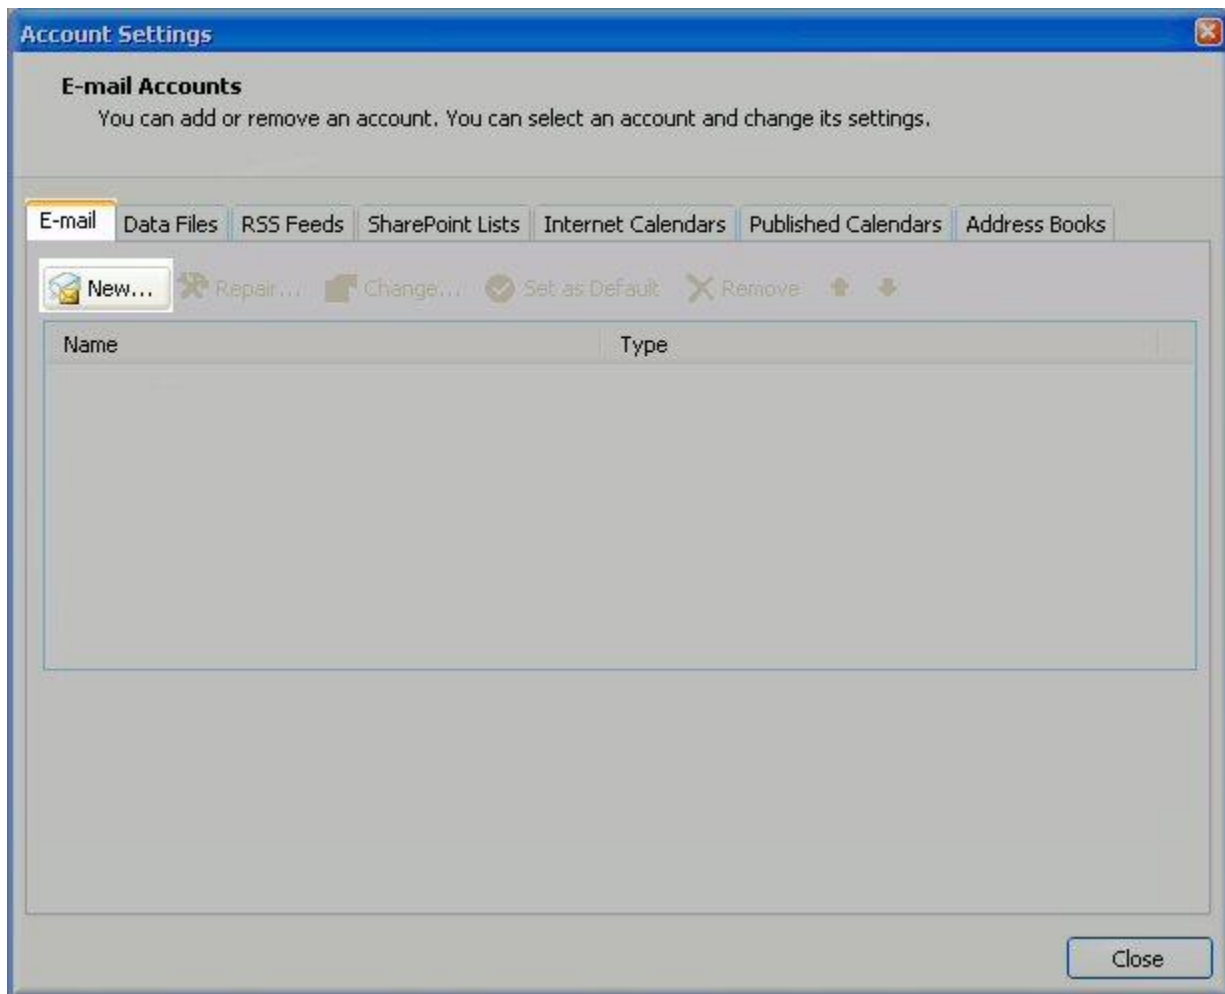 Account Settings
E-mail Accounts
You can add or remove an account. You can select an account and change its settings.
E-mail Data Files RSS Feeds SharePoint Lists Internet Calendars Published Calendars Address Books
New... Repair... Change... Set as Default Remove
Name Type
Close